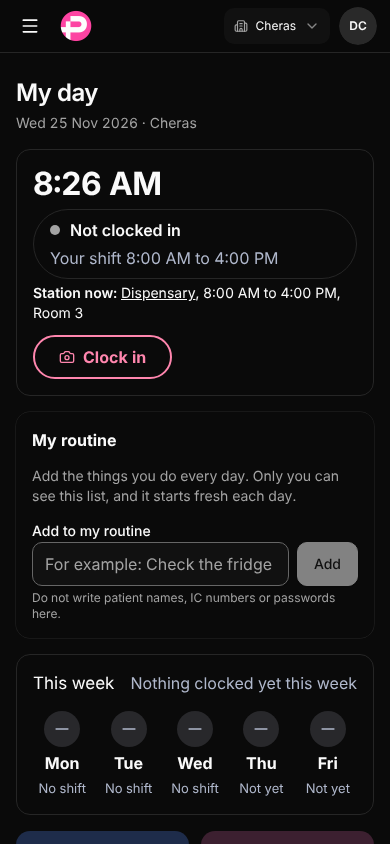 Cheras
DC
My day
Wed 25 Nov 2026 · Cheras
8:26 AM
Not clocked in
Your shift 8:00 AM to 4:00 PM
Station now: Dispensary, 8:00 AM to 4:00 PM,
Room 3
Clock in
My routine
Add the things you do every day. Only you can
see this list, and it starts fresh each day.
Add to my routine
For example: Check the fridge
Add
Do not write patient names, IC numbers or passwords
here.
This week
Nothing clocked yet this week
Mon Tue Wed Thu Fri
No shift No shift No shift Not yet Not yet